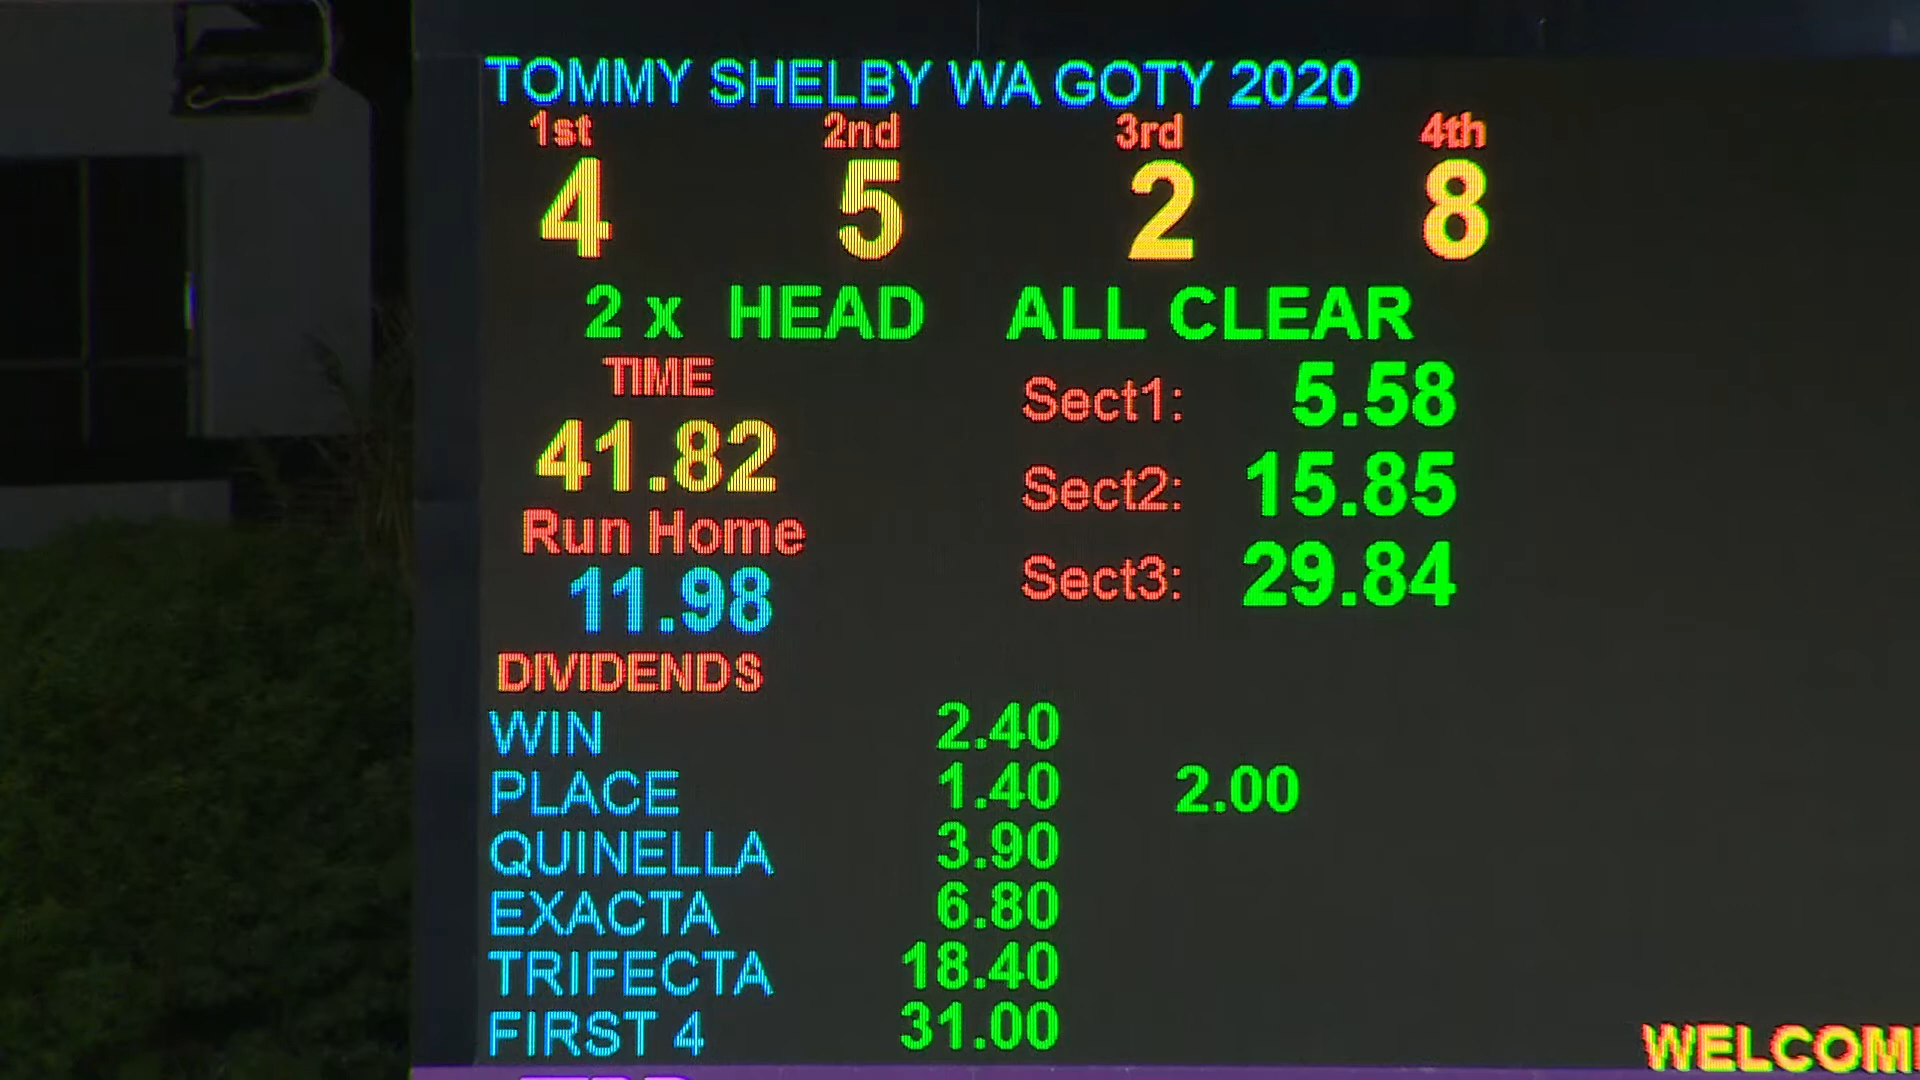 TOMMY SHELBY WA GOTY 2020
1st 2nd 3rd 4th
4 5 2 8
2 x HEAD ALL CLEAR
TIME
41.82
Sect1: 5.58
Sect2: 15.85
Sect3: 29.84
Run Home
11.98
DIVIDENDS
WIN 2.40
PLACE 1.40 2.00
QUINELLA 3.90
EXACTA 6.80
TRIFECTA 18.40
FIRST 4 31.00